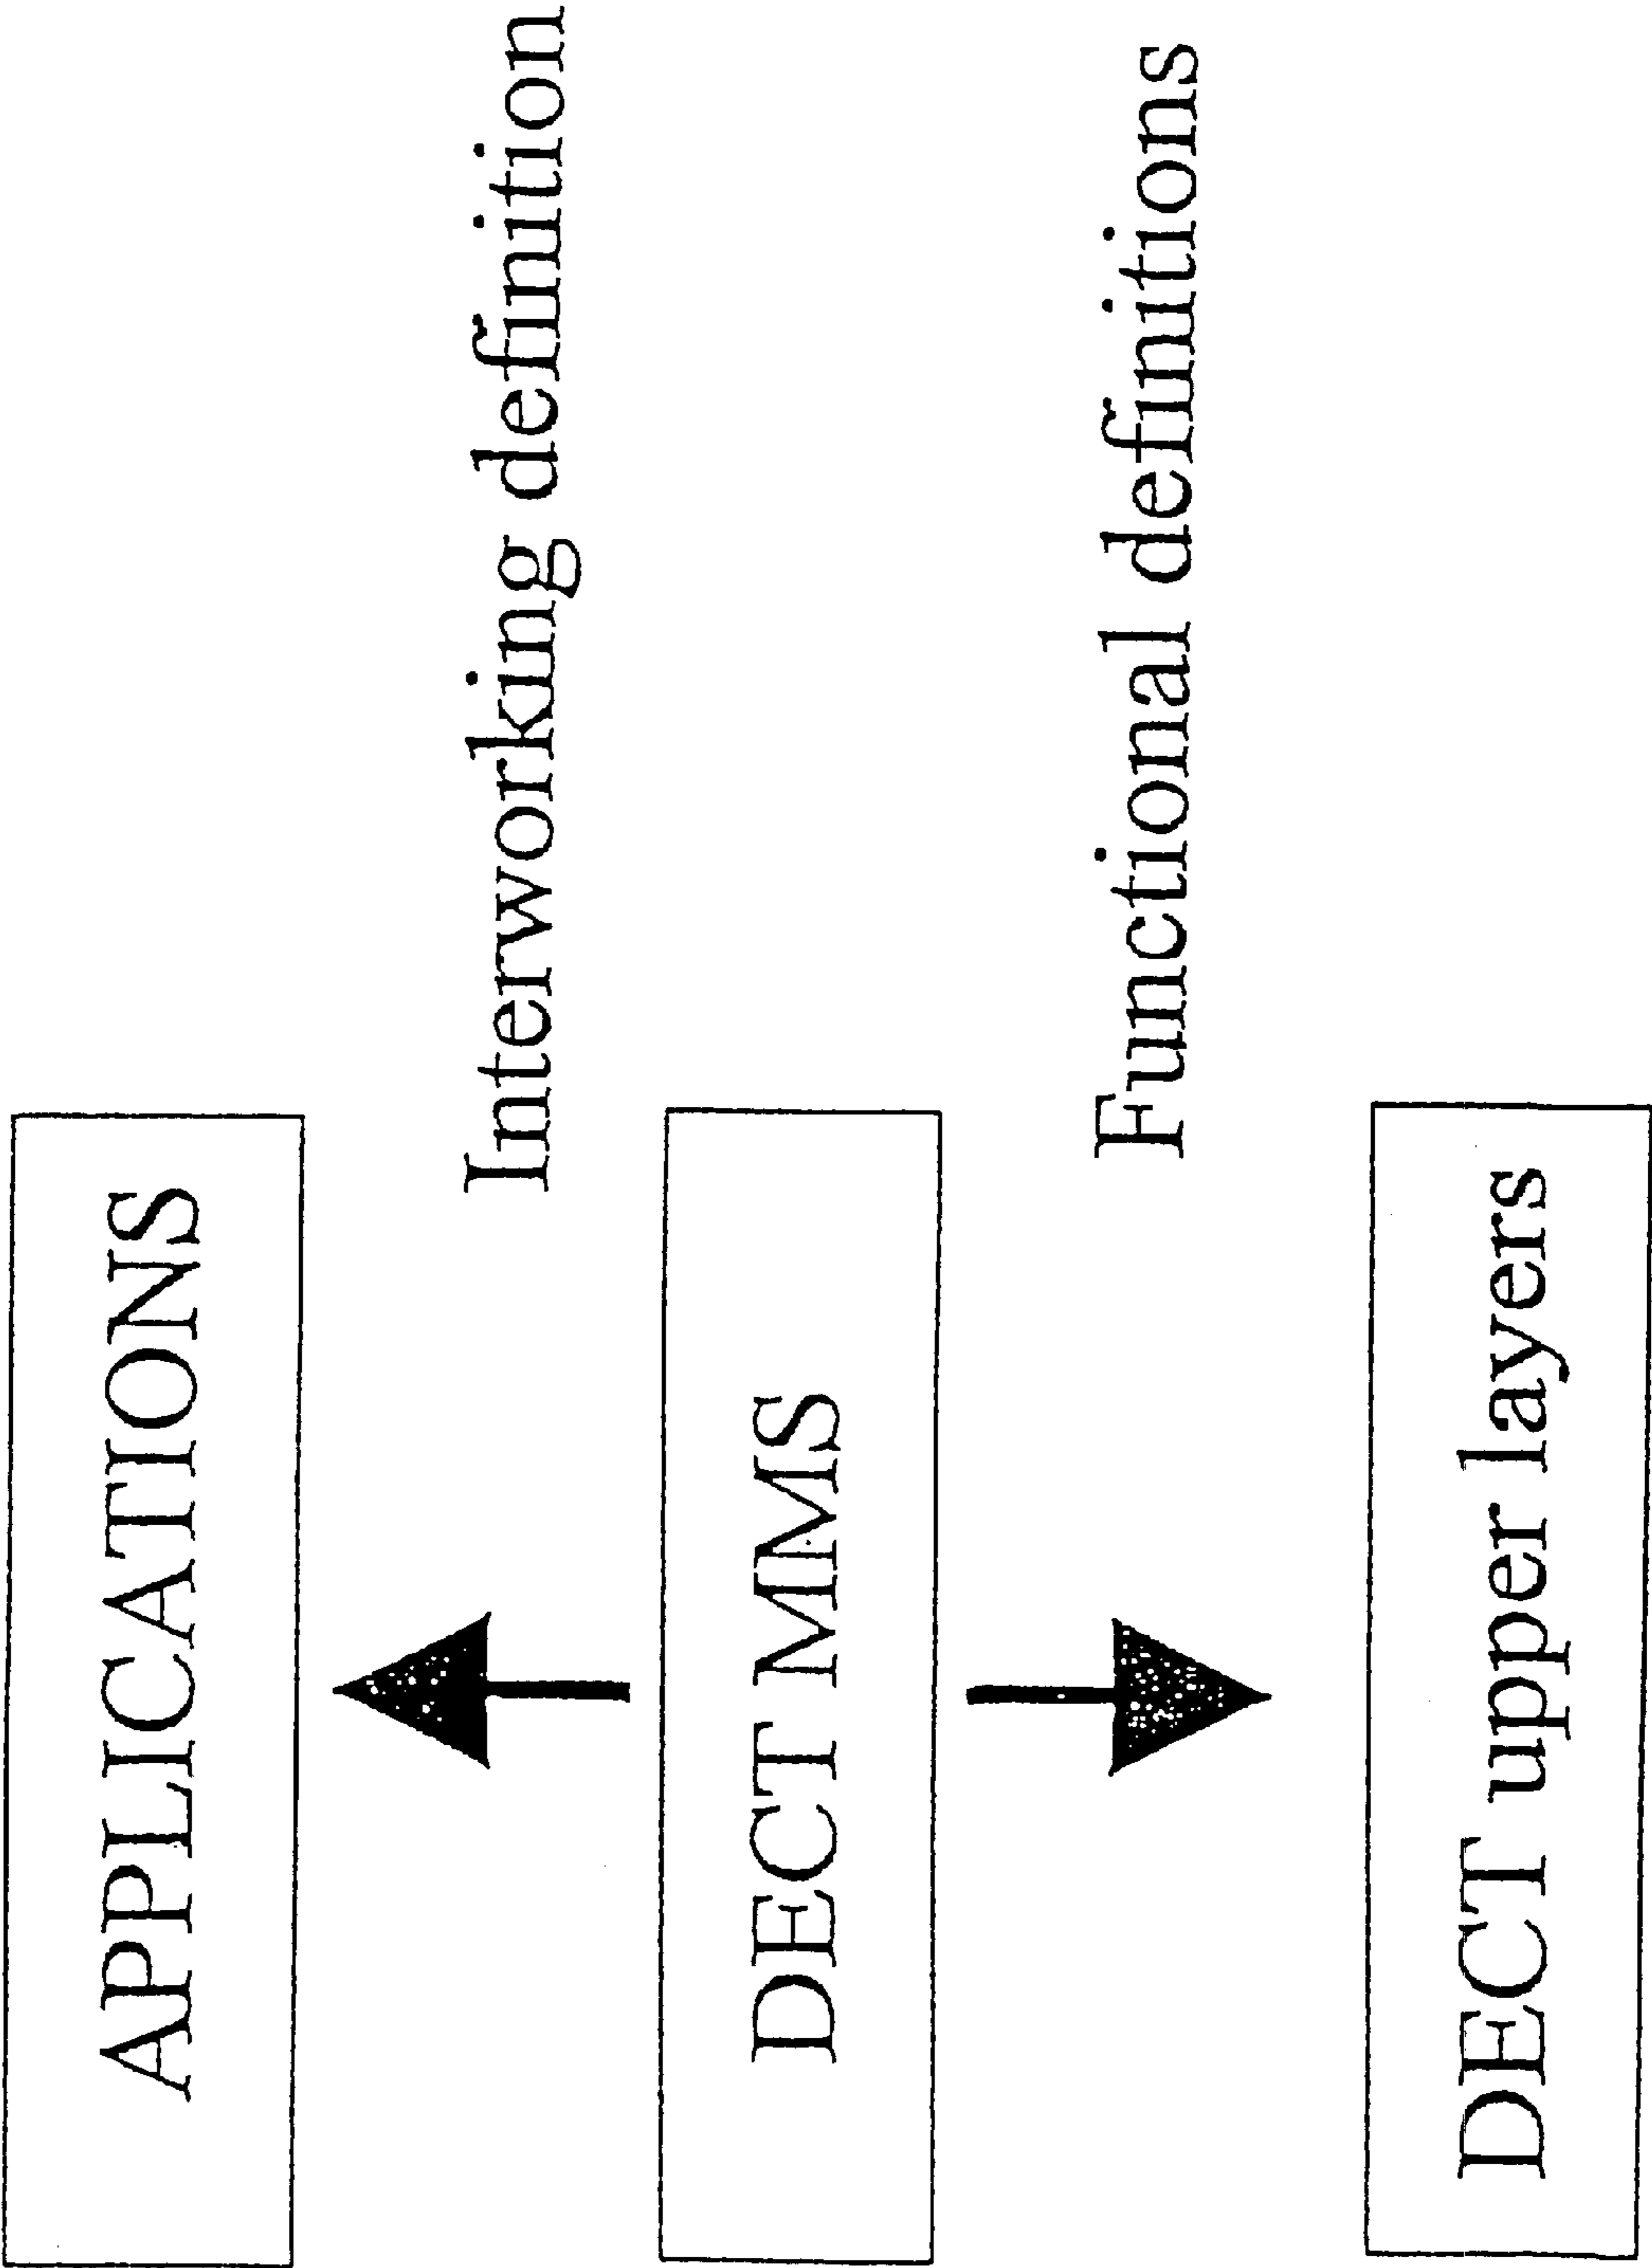 APPLICATIONS
Interworking definition
DECT MMS
Functional definitions
DECT upper layers